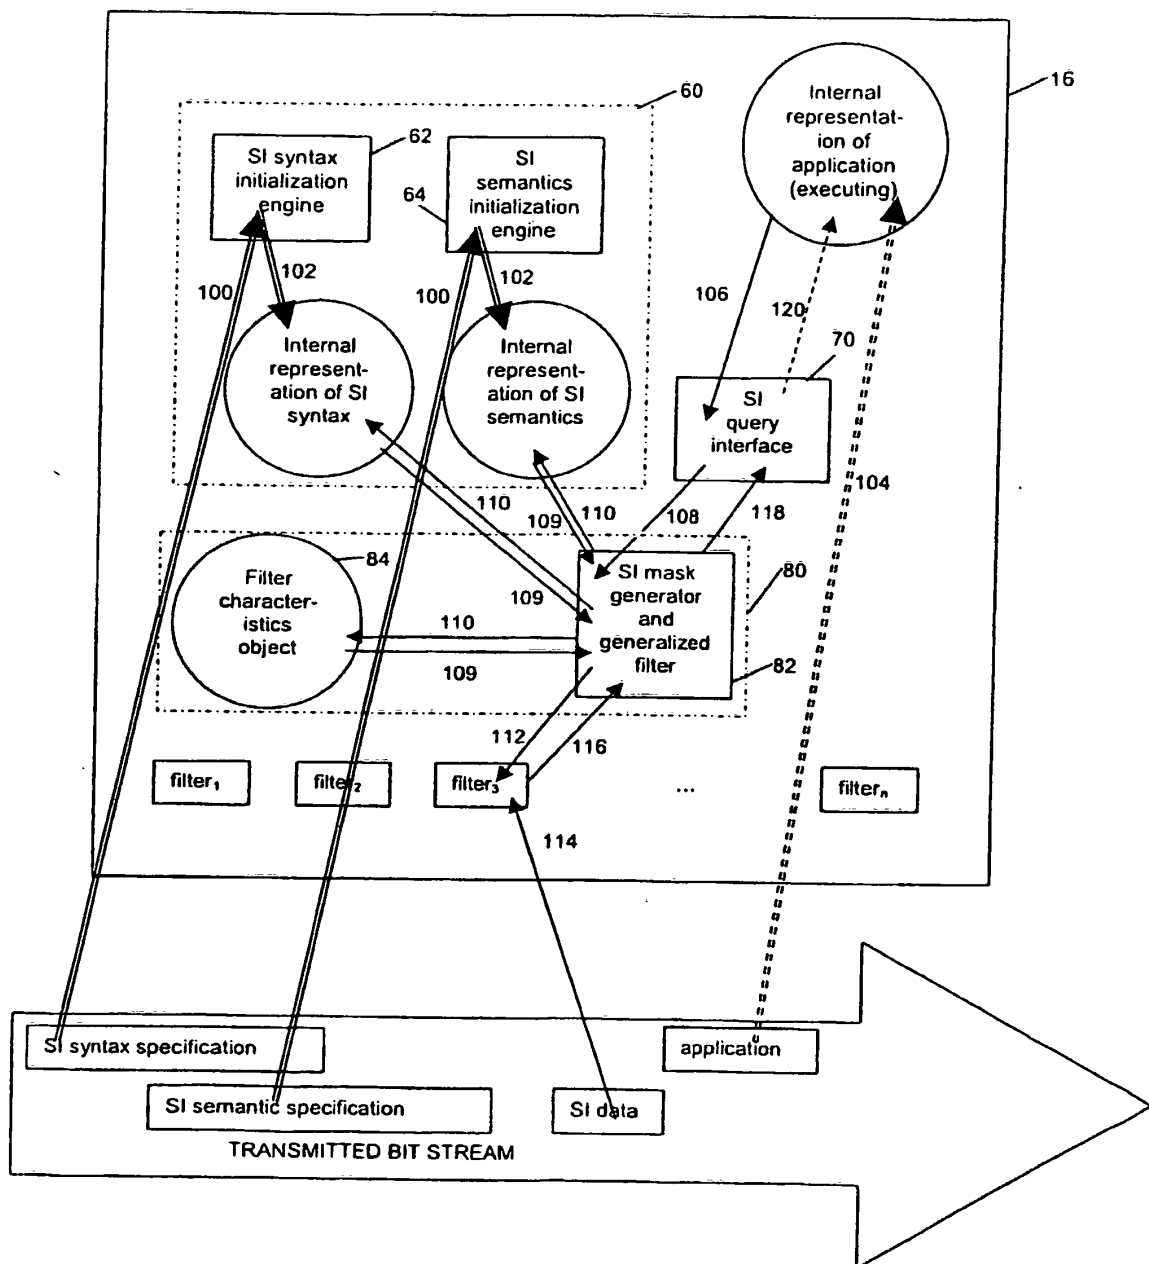 16
60
Internal
representat-
ion of
application
(executing)
62
SI syntax
initialization
engine
64
SI
semantics
initialization
engine
100
102
100
102
106
120
70
Internal
represent-
ation of SI
syntax
Internal
represent-
ation of SI
semantics
SI
query
interface
104
110
109
110
108
118
84
Filter
character-
istics
object
109
110
109
SI mask
generator
and
generalized
filter
80
82
112
116
filter1
filter2
filter3
...
filtern
114
SI syntax specification
application
SI semantic specification
SI data
TRANSMITTED BIT STREAM